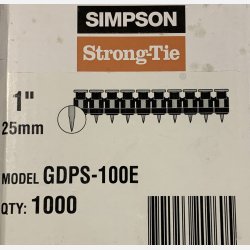 SIMPSON
Strong-Tie
1"
25mm
MODEL GDPS-100E
QTY: 1000